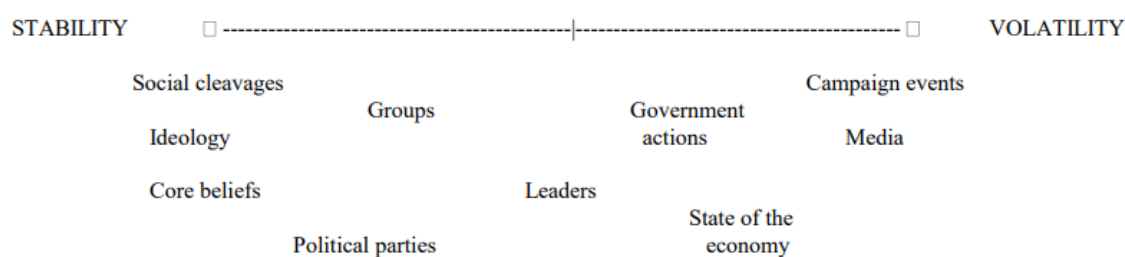 STABILITY □ ----------------------------------------------|------------------------------------------- □ VOLATILITY
Social cleavages Campaign events
Groups Government
Ideology actions Media
Core beliefs Leaders
State of the
Political parties economy